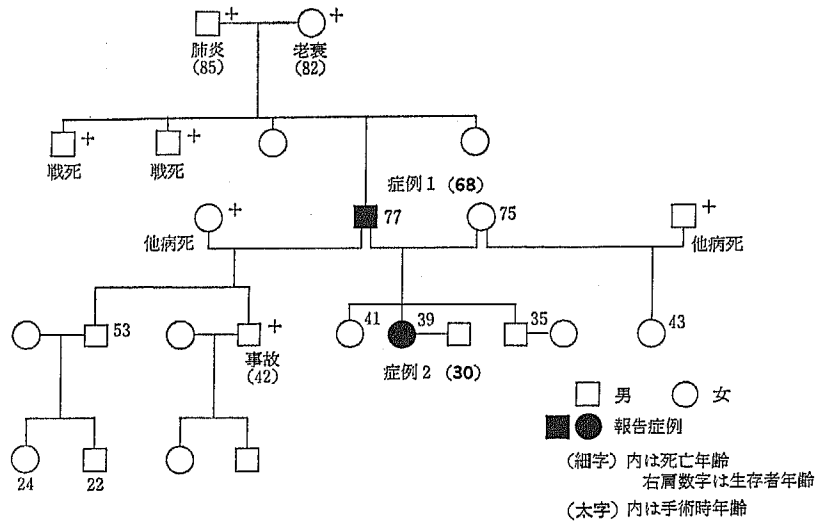 肺炎
(85)
老衰
(82)
戦死
戦死
症例1 (68)
77
75
他病死
他病死
53
事故
(42)
41
39
35
43
症例2 (30)
24
22
男
女
報告症例
(細字) 内は死亡年齢
右肩数字は生存者年齢
(太字) 内は手術時年齢